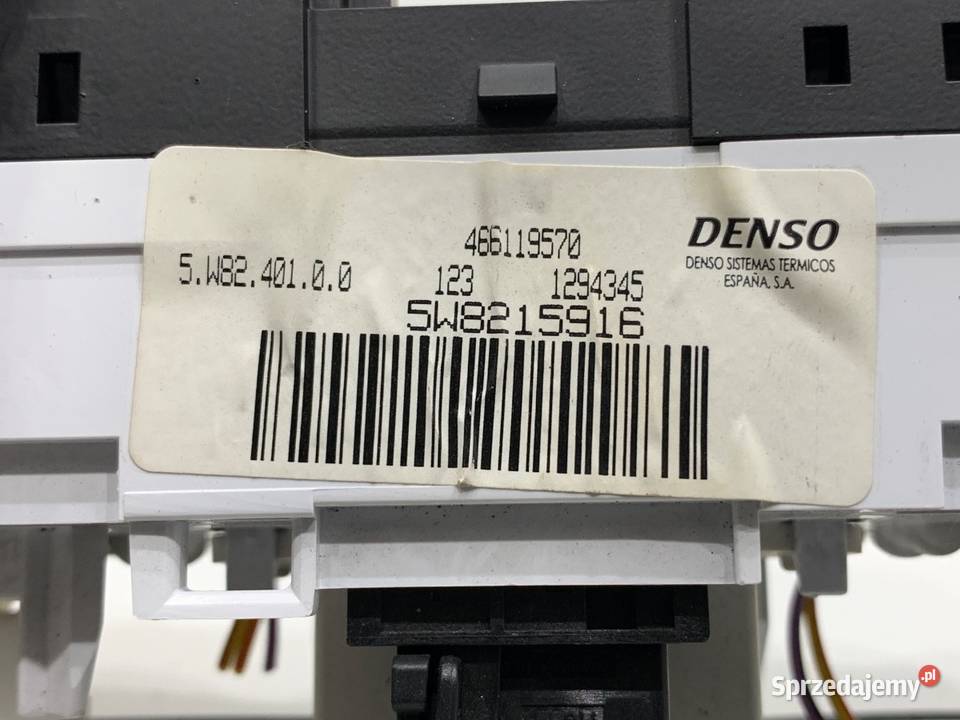 466119570
5.W82.401.0.0 123 1294345
5W8215916
DENSO
DENSO SISTEMAS TERMICOS
ESPAÑA, S.A.
Sprzedajemy.pl